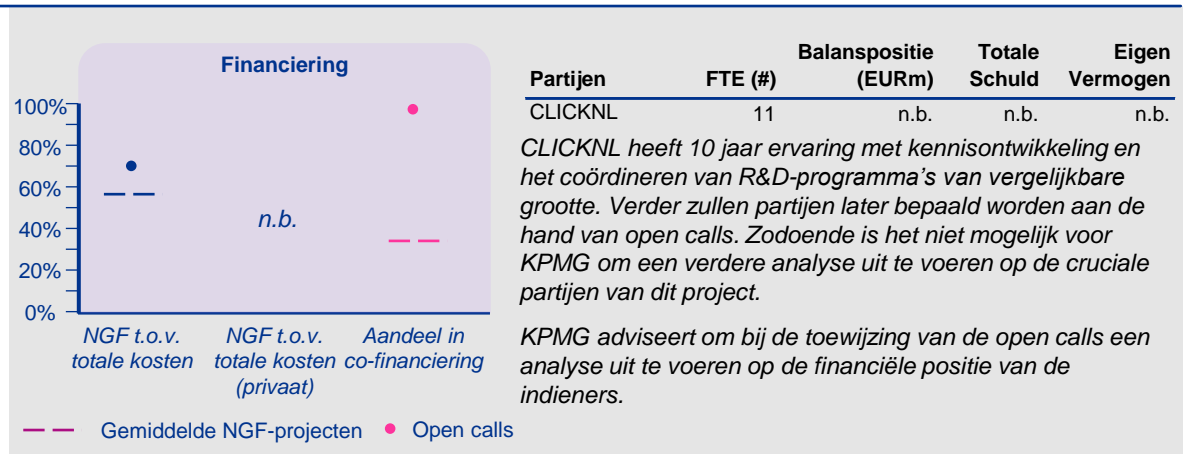 Financiering
100%
80%
60%
40%
20%
0%
n.b.
NGF t.o.v. totale kosten
NGF t.o.v. totale kosten (privaat)
Aandeel in co-financiering
Gemiddelde NGF-projecten
Open calls
Partijen FTE (#) Balanspositie (EURm) Totale Schuld Eigen Vermogen
CLICKNL 11 n.b. n.b. n.b.
CLICKNL heeft 10 jaar ervaring met kennisontwikkeling en
het coördineren van R&D-programma's van vergelijkbare
grootte. Verder zullen partijen later bepaald worden aan de
hand van open calls. Zodoende is het niet mogelijk voor
KPMG om een verdere analyse uit te voeren op de cruciale
partijen van dit project.
KPMG adviseert om bij de toewijzing van de open calls een
analyse uit te voeren op de financiële positie van de
indieners.